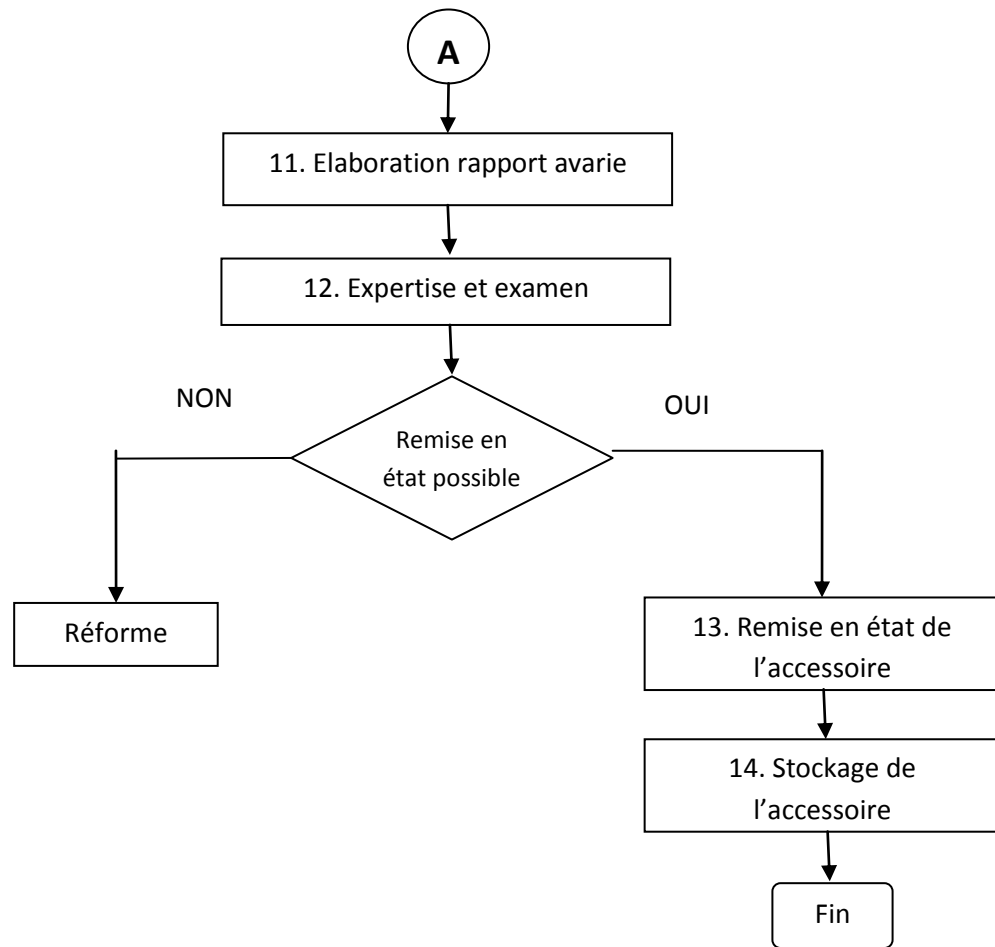 A
11. Elaboration rapport avarie
12. Expertise et examen
NON
OUI
Remise en
état possible
Réforme
13. Remise en état de
l’accessoire
14. Stockage de
l’accessoire
Fin